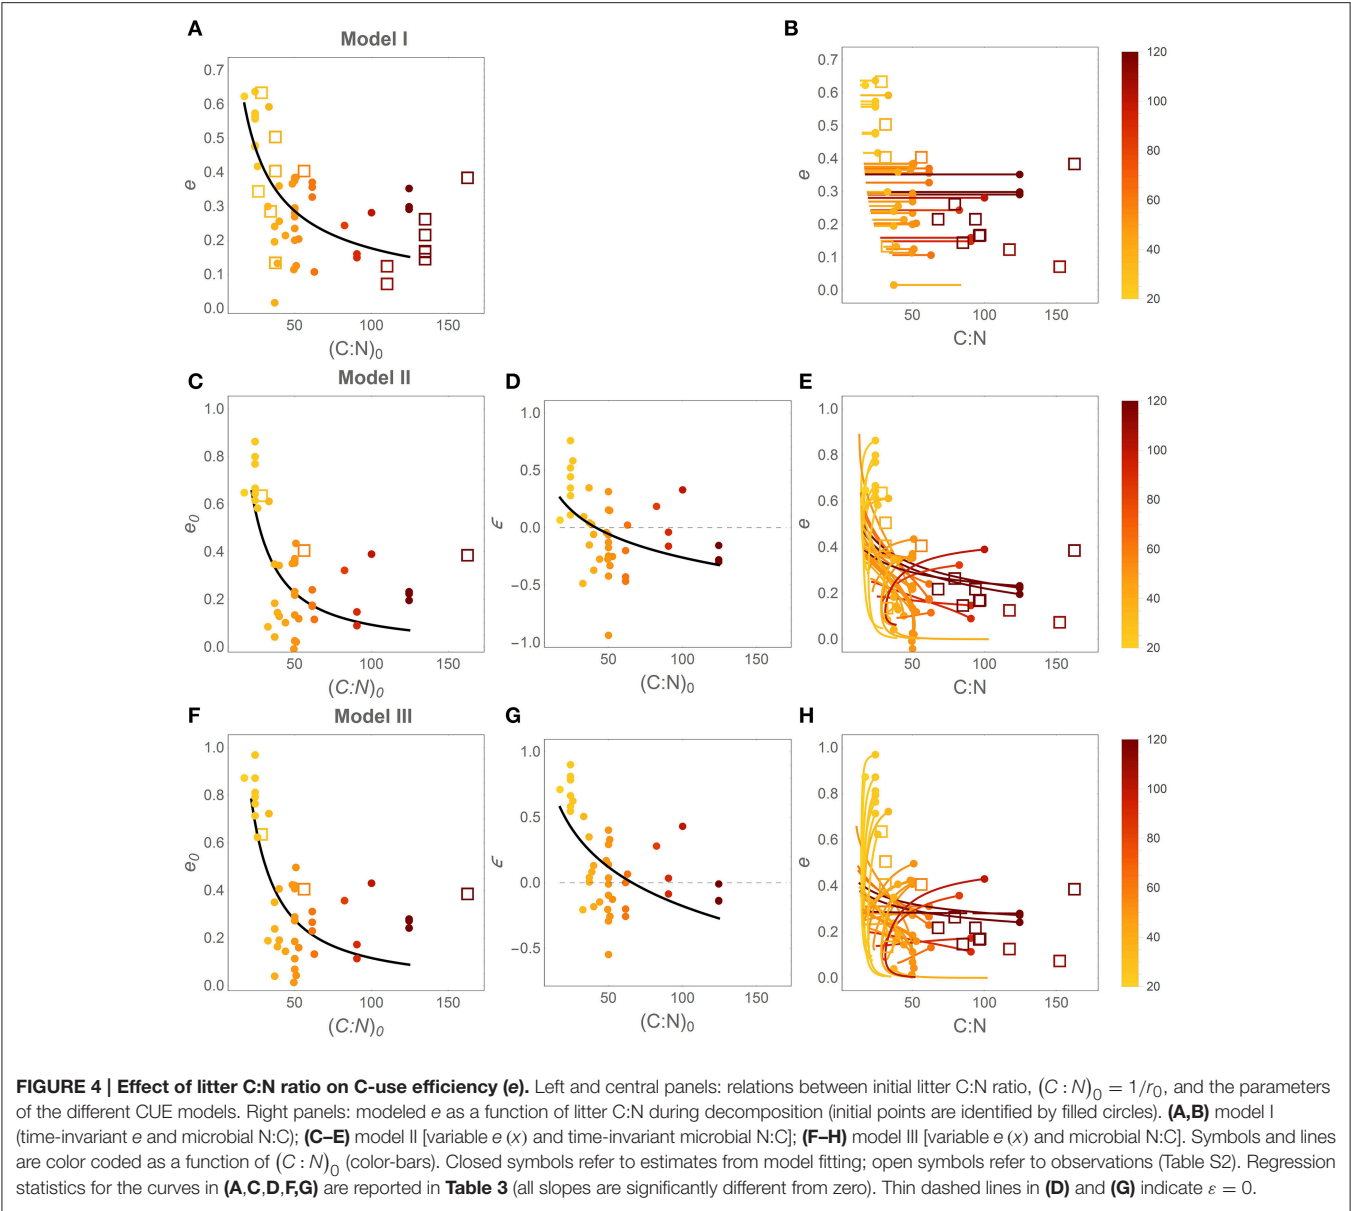 A
Model I
0.7
0.6
0.5
0.4
0.3
0.2
0.1
0.0
e
50 100 150
(C:N)0
B
0.7
0.6
0.5
0.4
0.3
0.2
0.1
0.0
e
50 100 150
C:N
120
100
80
60
40
20
C
Model II
1.0
0.8
0.6
0.4
0.2
0.0
e0
50 100 150
(C:N)0
D
1.0
0.5
0.0
−0.5
−1.0
ϵ
50 100 150
(C:N)0
E
1.0
0.8
0.6
0.4
0.2
0.0
e
50 100 150
C:N
120
100
80
60
40
20
F
Model III
1.0
0.8
0.6
0.4
0.2
0.0
e0
50 100 150
(C:N)0
G
1.0
0.5
0.0
−0.5
ϵ
50 100 150
(C:N)0
H
1.0
0.8
0.6
0.4
0.2
0.0
e
50 100 150
C:N
120
100
80
60
40
20
FIGURE 4 | Effect of litter C:N ratio on C-use efficiency (e). Left and central panels: relations between initial litter C:N ratio, (C : N)0 = 1/r0, and the parameters
of the different CUE models. Right panels: modeled e as a function of litter C:N during decomposition (initial points are identified by filled circles). (A,B) model I
(time-invariant e and microbial N:C); (C–E) model II [variable e (x) and time-invariant microbial N:C]; (F–H) model III [variable e (x) and microbial N:C]. Symbols and lines
are color coded as a function of (C : N)0 (color-bars). Closed symbols refer to estimates from model fitting; open symbols refer to observations (Table S2). Regression
statistics for the curves in (A,C,D,F,G) are reported in Table 3 (all slopes are significantly different from zero). Thin dashed lines in (D) and (G) indicate ε = 0.